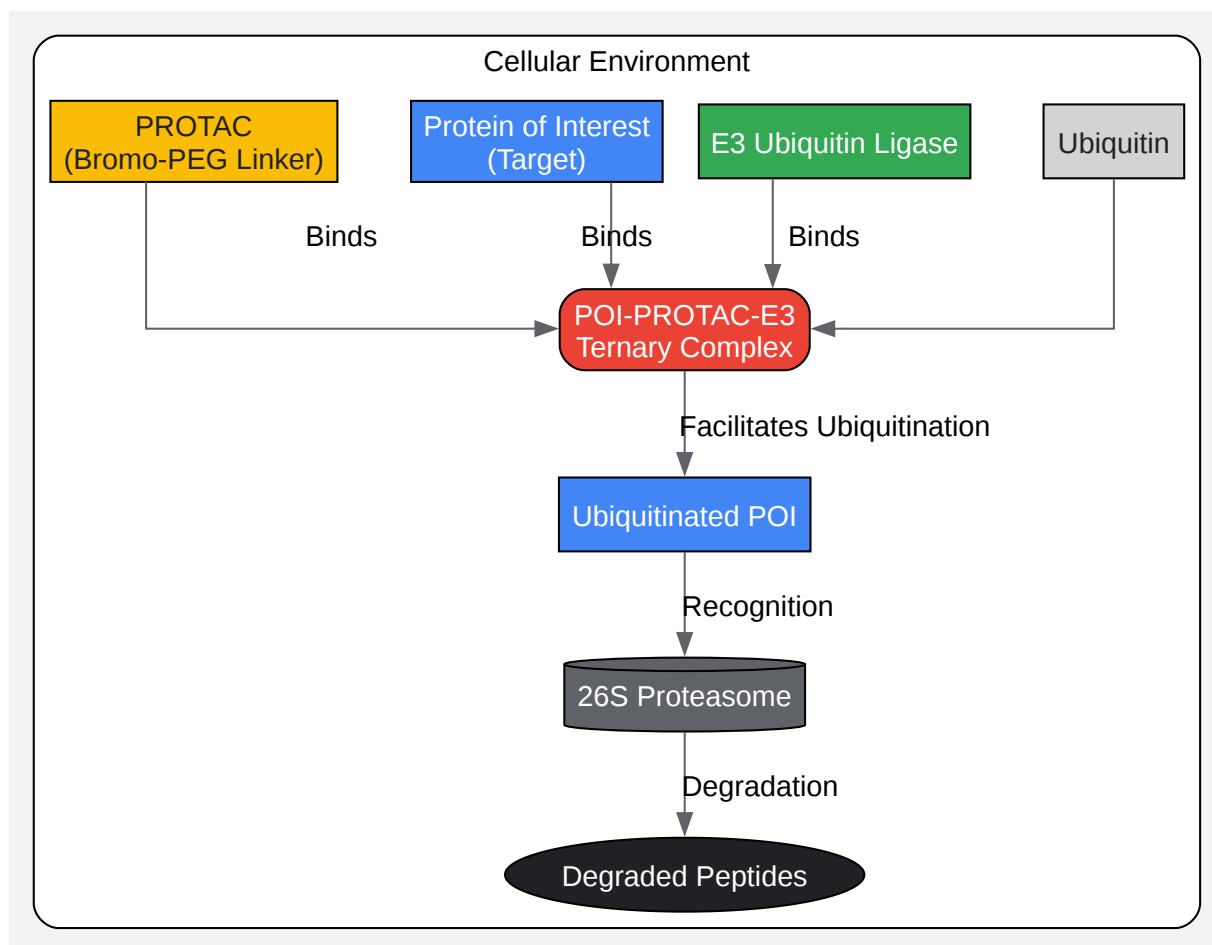 Cellular Environment
PROTAC
(Bromo-PEG Linker)
Protein of Interest
(Target)
E3 Ubiquitin Ligase
Ubiquitin
Binds
Binds
Binds
POI-PROTAC-E3
Ternary Complex
Facilitates Ubiquitination
Ubiquitinated POI
Recognition
26S Proteasome
Degradation
Degraded Peptides